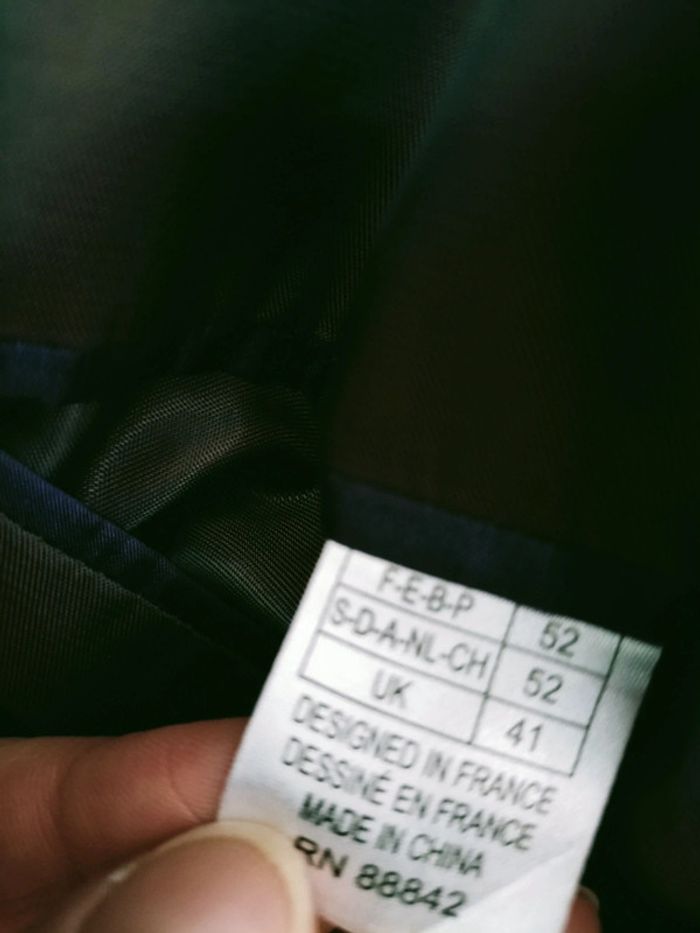 F-E-B-P 52
S-D-A-NL-CH 52
UK 41
DESIGNED IN FRANCE
DESSINÉ EN FRANCE
MADE IN CHINA
RN 88842